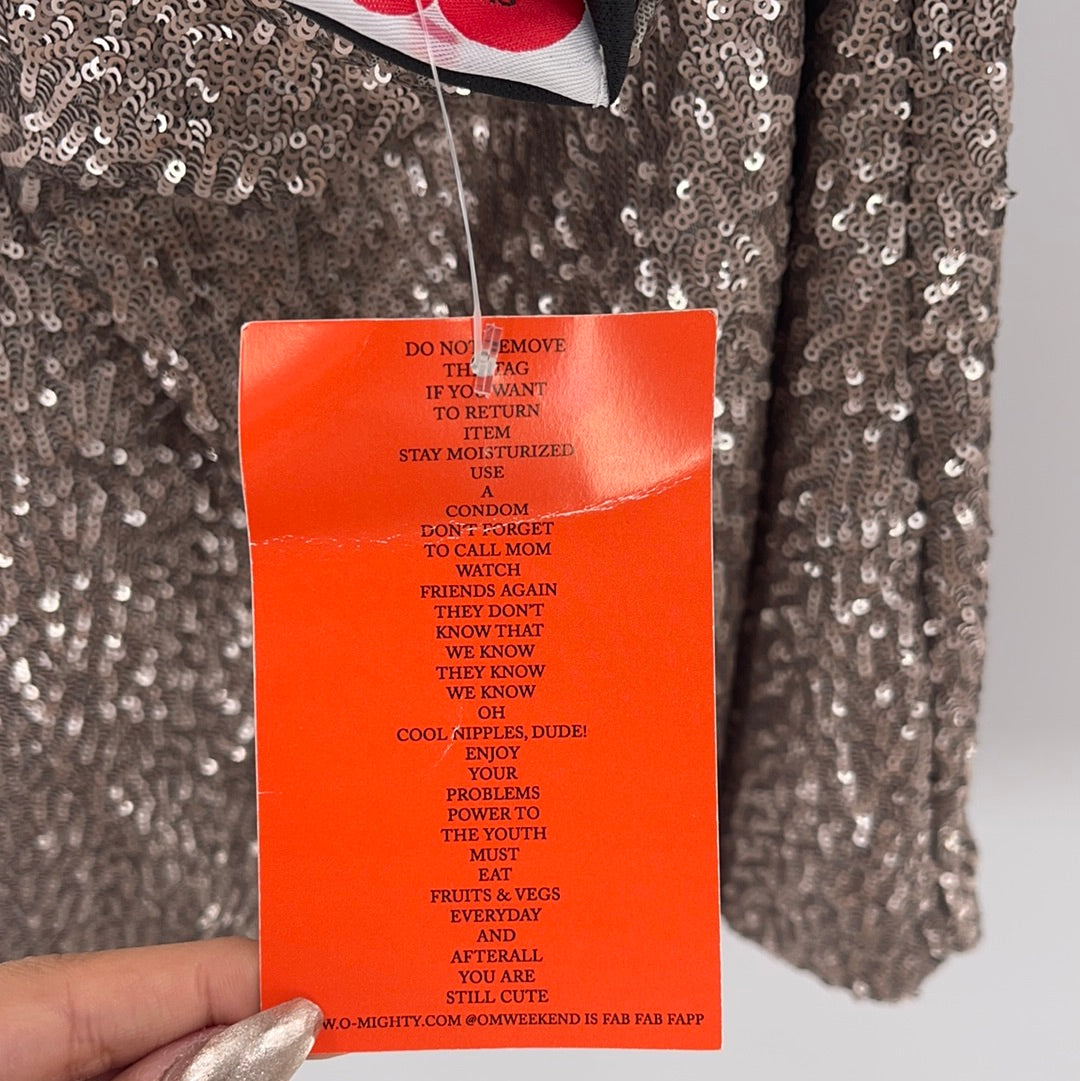 DO NOT REMOVE
THIS TAG
IF YOU WANT
TO RETURN
ITEM
STAY MOISTURIZED
USE
A
CONDOM
DON'T FORGET
TO CALL MOM
WATCH
FRIENDS AGAIN
THEY DON'T
KNOW THAT
WE KNOW
THEY KNOW
WE KNOW
OH
COOL NIPPLES, DUDE!
ENJOY
YOUR
PROBLEMS
POWER TO
THE YOUTH
MUST
EAT
FRUITS & VEGS
EVERYDAY
AND
AFTERALL
YOU ARE
STILL CUTE
W.O-MIGHTY.COM @OMWEEKEND IS FAB FAB FAPP